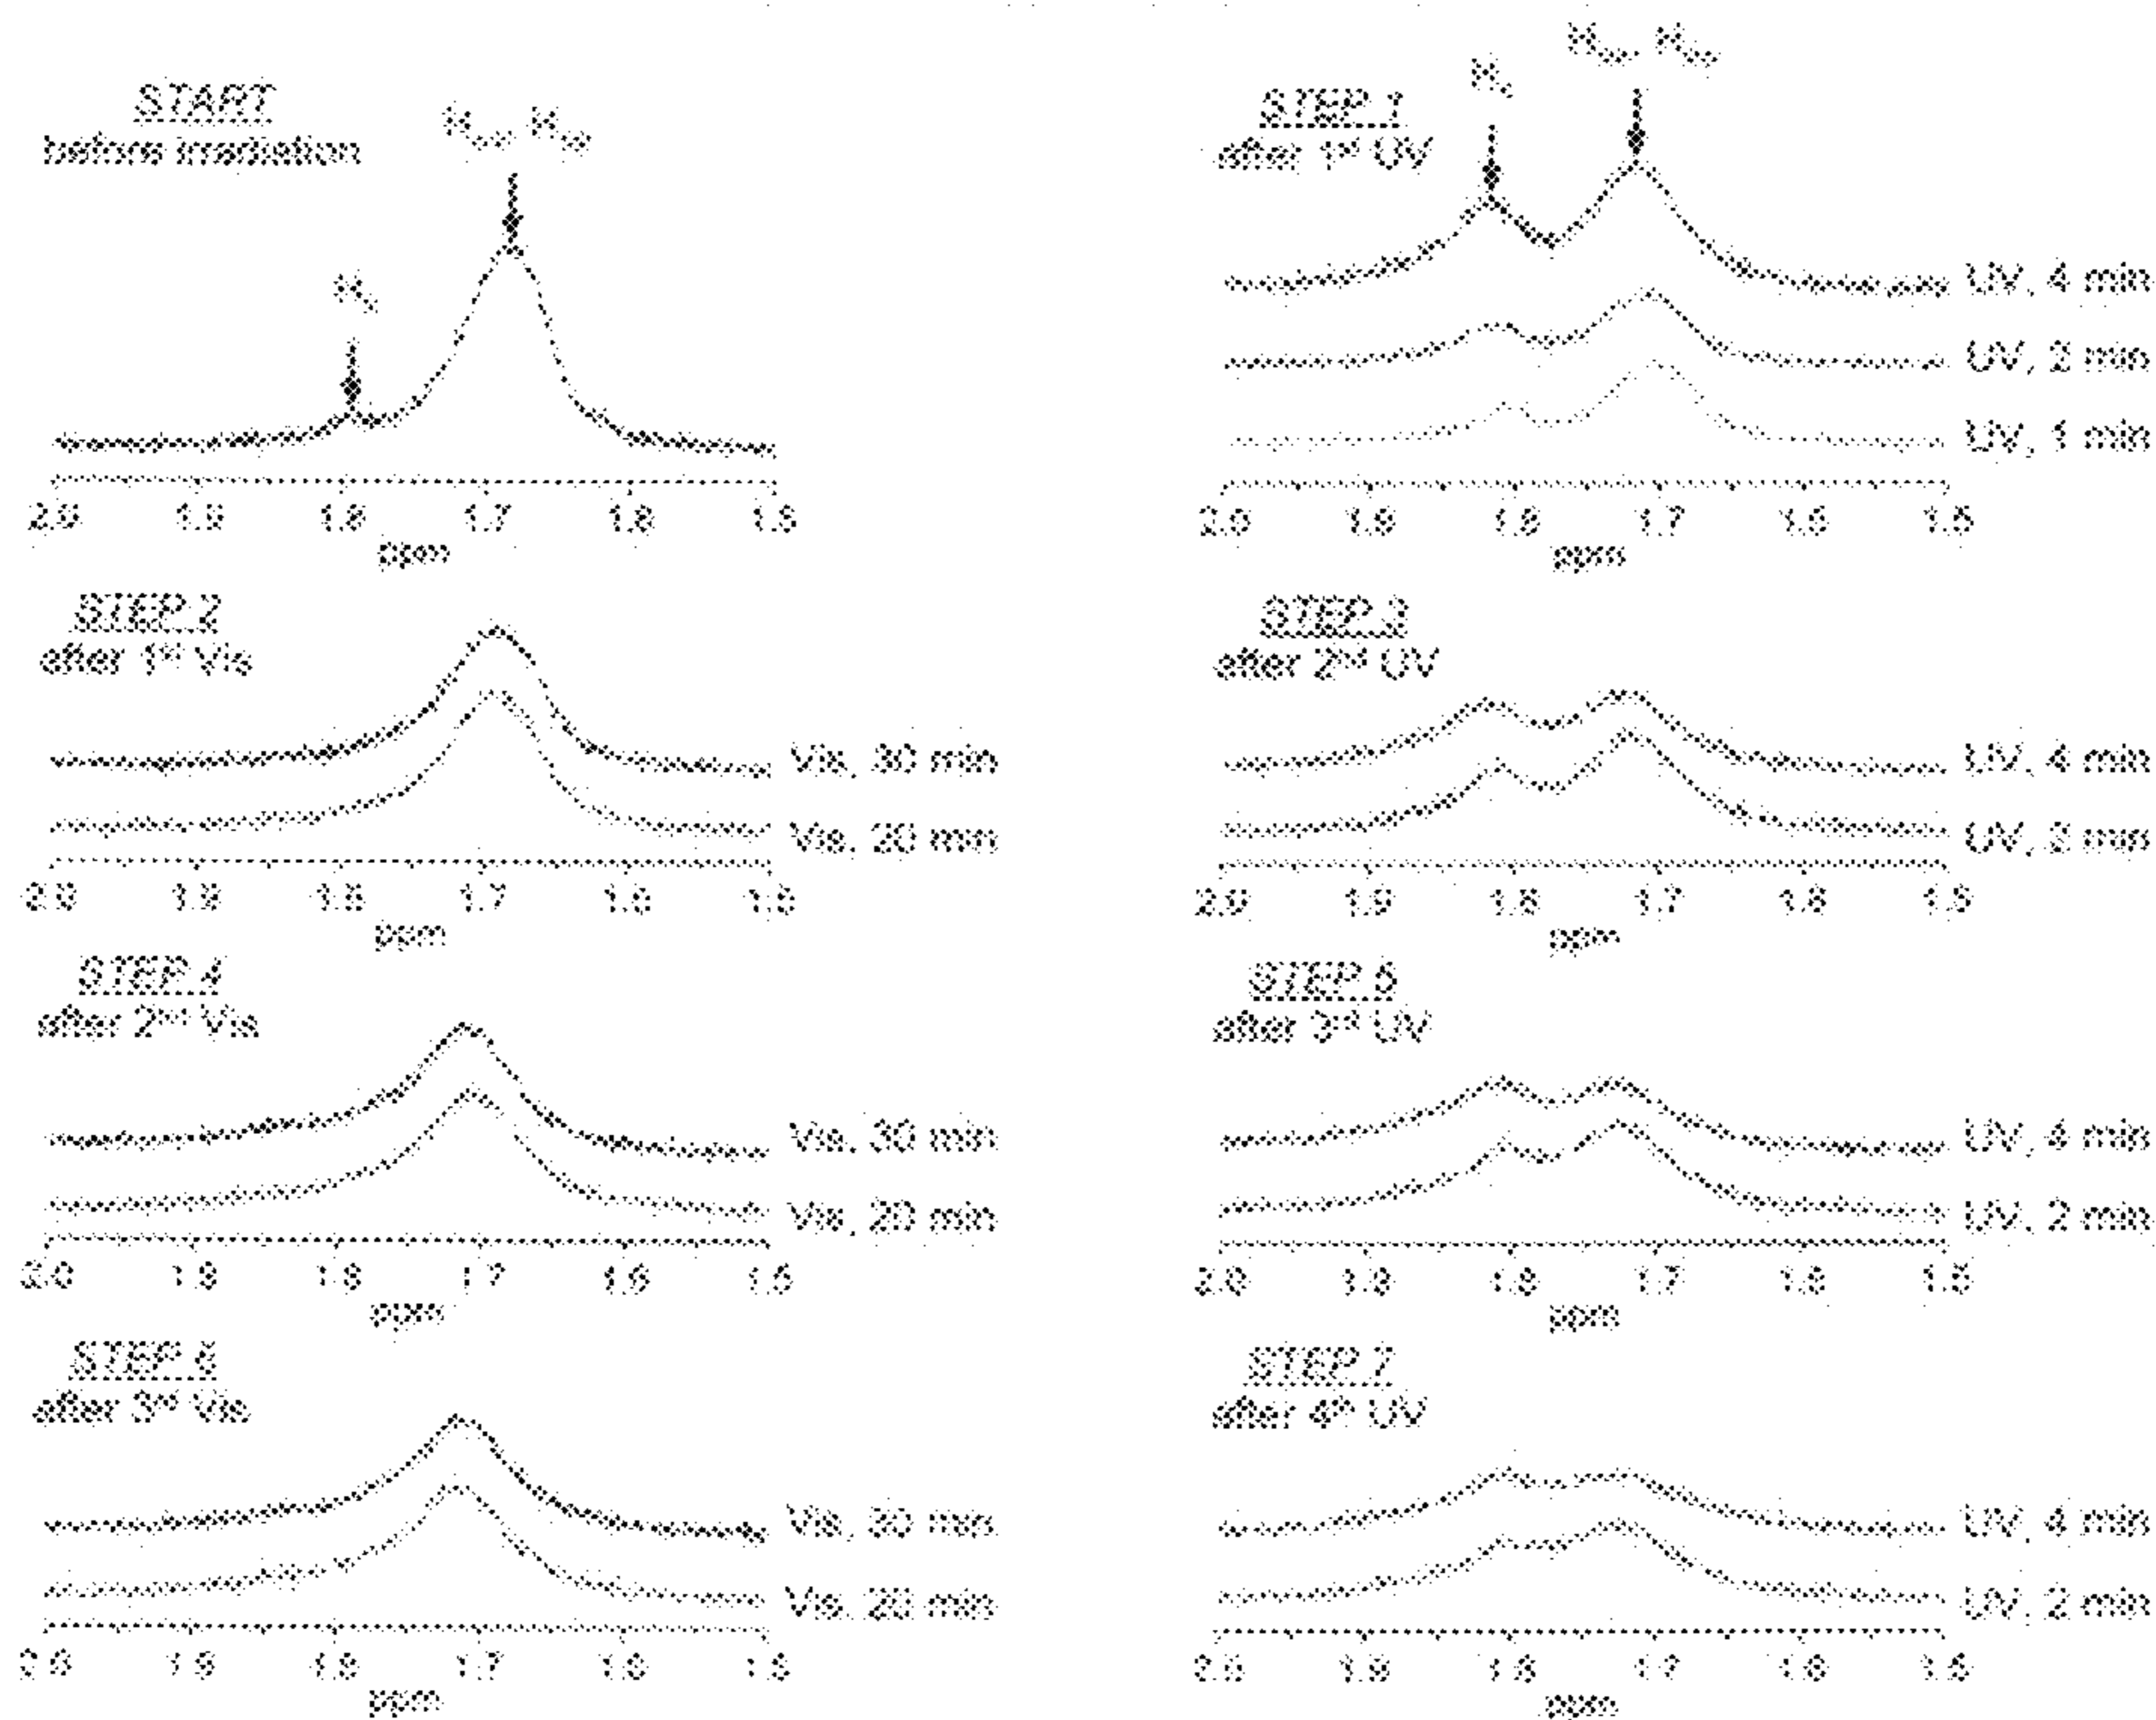 START
before irradiation
2.0 1.9 1.8 1.7 1.6 1.5
ppm
STEP 1
after 1st UV
UV, 4 min
UV, 2 min
UV, 1 min
2.0 1.9 1.8 1.7 1.6 1.5
ppm
STEP 2
after 1st Vis
Vis, 30 min
Vis, 20 min
2.0 1.9 1.8 1.7 1.6 1.5
ppm
STEP 3
after 2nd UV
UV, 4 min
UV, 2 min
2.0 1.9 1.8 1.7 1.6 1.5
ppm
STEP 4
after 2nd Vis
Vis, 30 min
Vis, 20 min
2.0 1.9 1.8 1.7 1.6 1.5
ppm
STEP 5
after 3rd UV
UV, 4 min
UV, 2 min
2.0 1.9 1.8 1.7 1.6 1.5
ppm
STEP 6
after 3rd Vis
Vis, 30 min
Vis, 20 min
2.0 1.9 1.8 1.7 1.6 1.5
ppm
STEP 7
after 4th UV
UV, 4 min
UV, 2 min
2.0 1.9 1.8 1.7 1.6 1.5
ppm